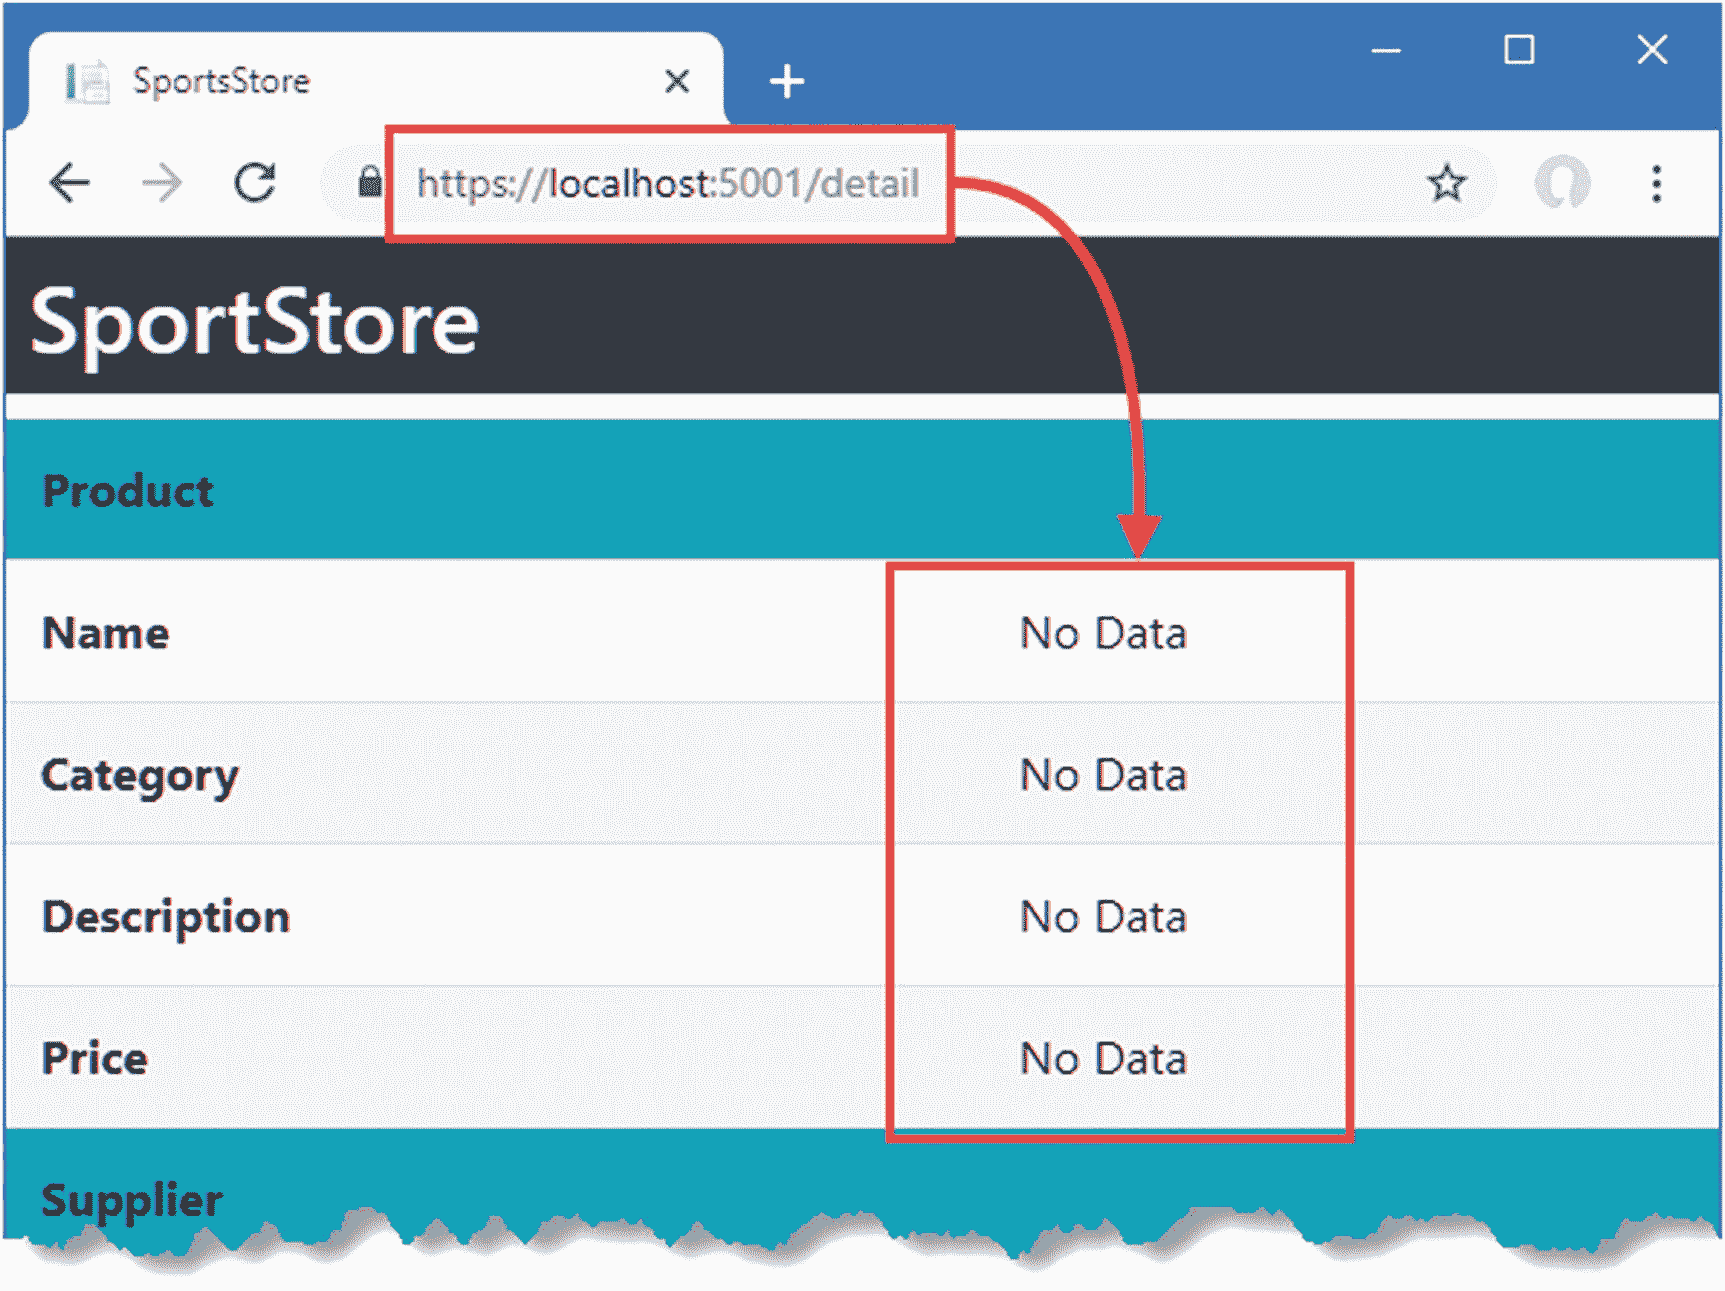 SportsStore
https://localhost:5001/detail
SportStore
Product
Name No Data
Category No Data
Description No Data
Price No Data
Supplier